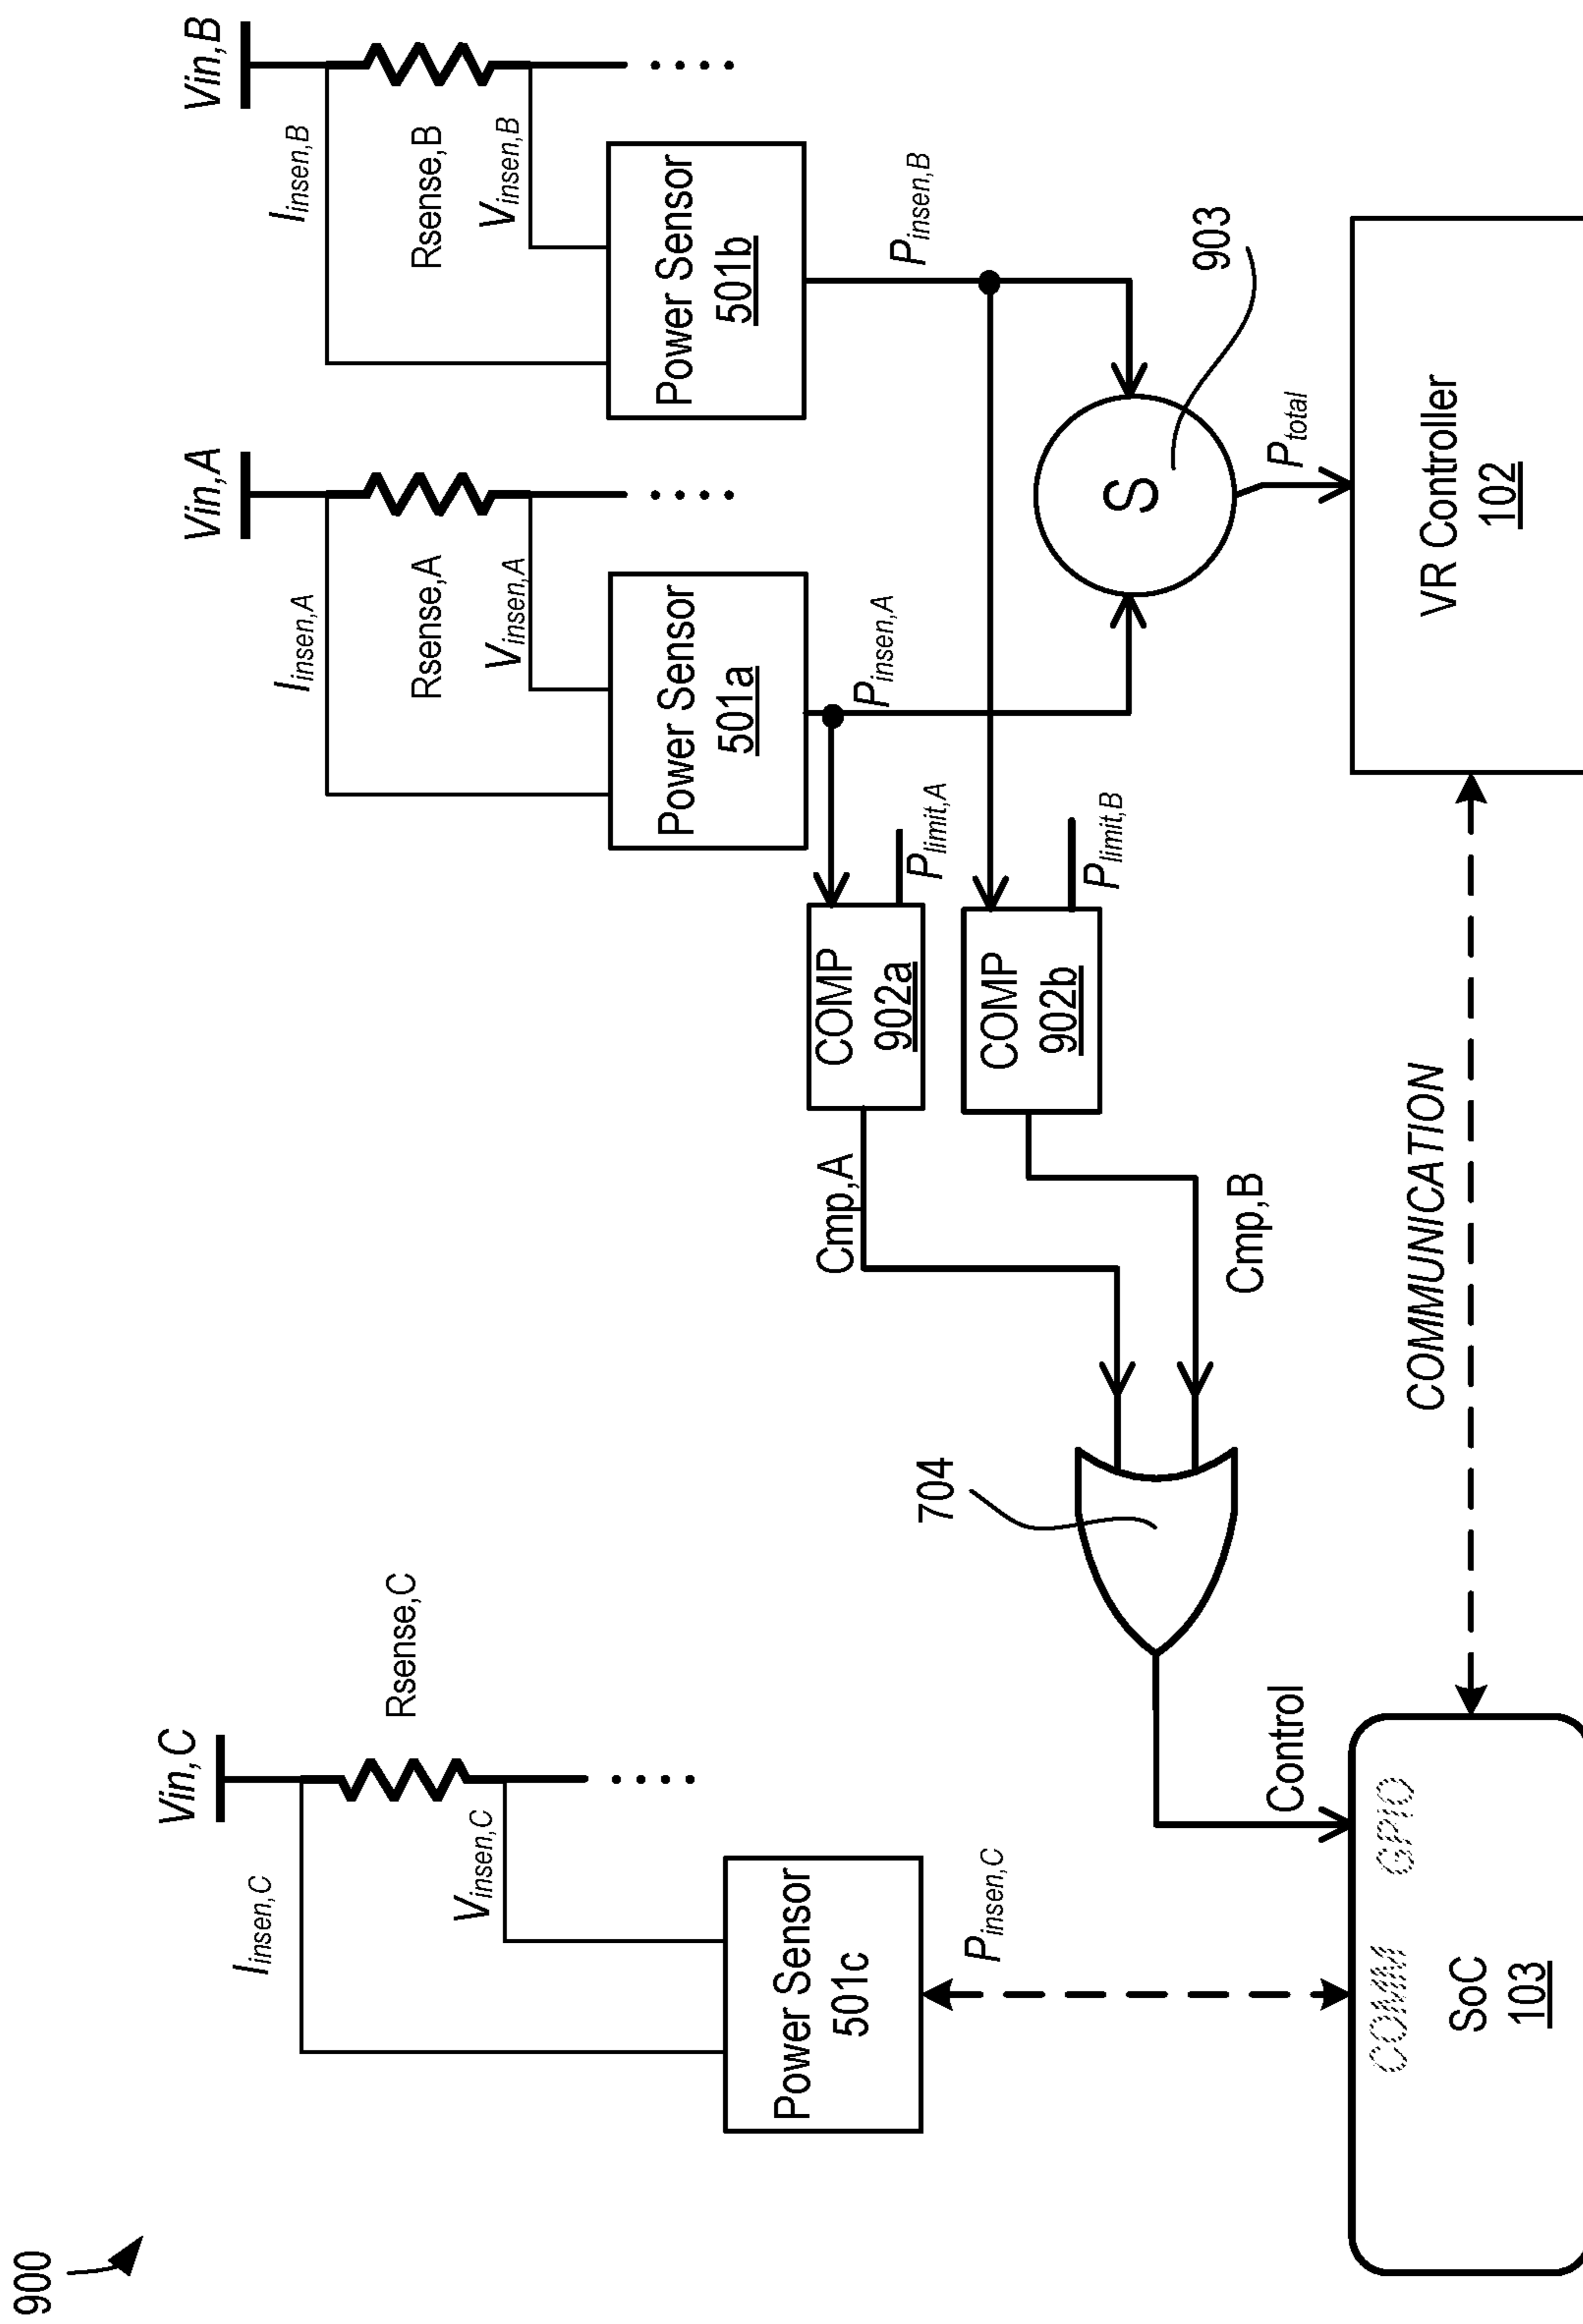 900
Vin,C
Iinsen,C
Rsense,C
Vinsen,C
Power Sensor
501c
Pinsen,C
Vin,A
Iinsen,A
Rsense,A
Vinsen,A
Power Sensor
501a
Pinsen,A
Vin,B
Iinsen,B
Rsense,B
Vinsen,B
Power Sensor
501b
Pinsen,B
COMP
902a
Plimit,A
COMP
902b
Plimit,B
Cmp,A
Cmp,B
704
Control
S
903
Ptotal
COMM
GPIO
SoC
103
COMMUNICATION
VR Controller
102